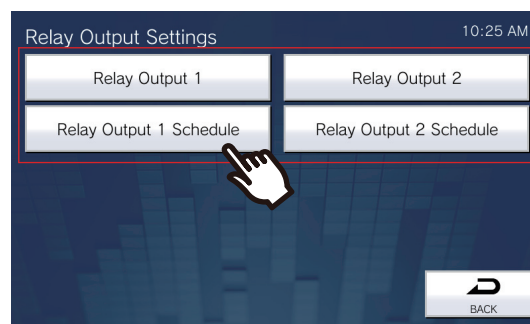 Relay Output Settings
10:25 AM
Relay Output 1
Relay Output 2
Relay Output 1 Schedule
Relay Output 2 Schedule
BACK